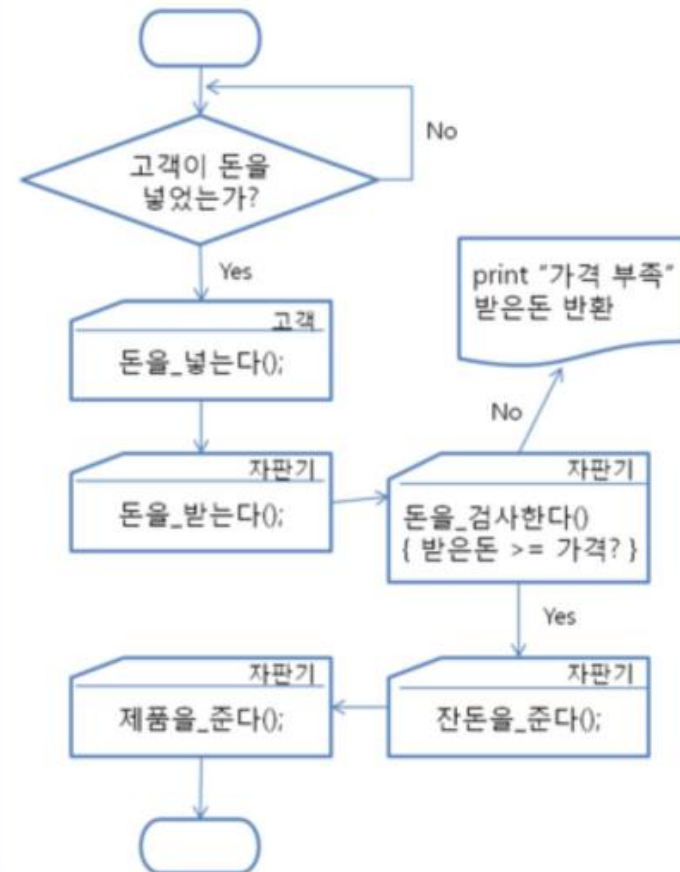 No
고객이 돈을
넣었는가?
Yes
고객
돈을_넣는다();
print "가격 부족"
받은돈 반환
No
자판기
돈을_받는다();
자판기
돈을_검사한다()
{ 받은돈 >= 가격? }
Yes
자판기
잔돈을_준다();
자판기
제품을_준다();